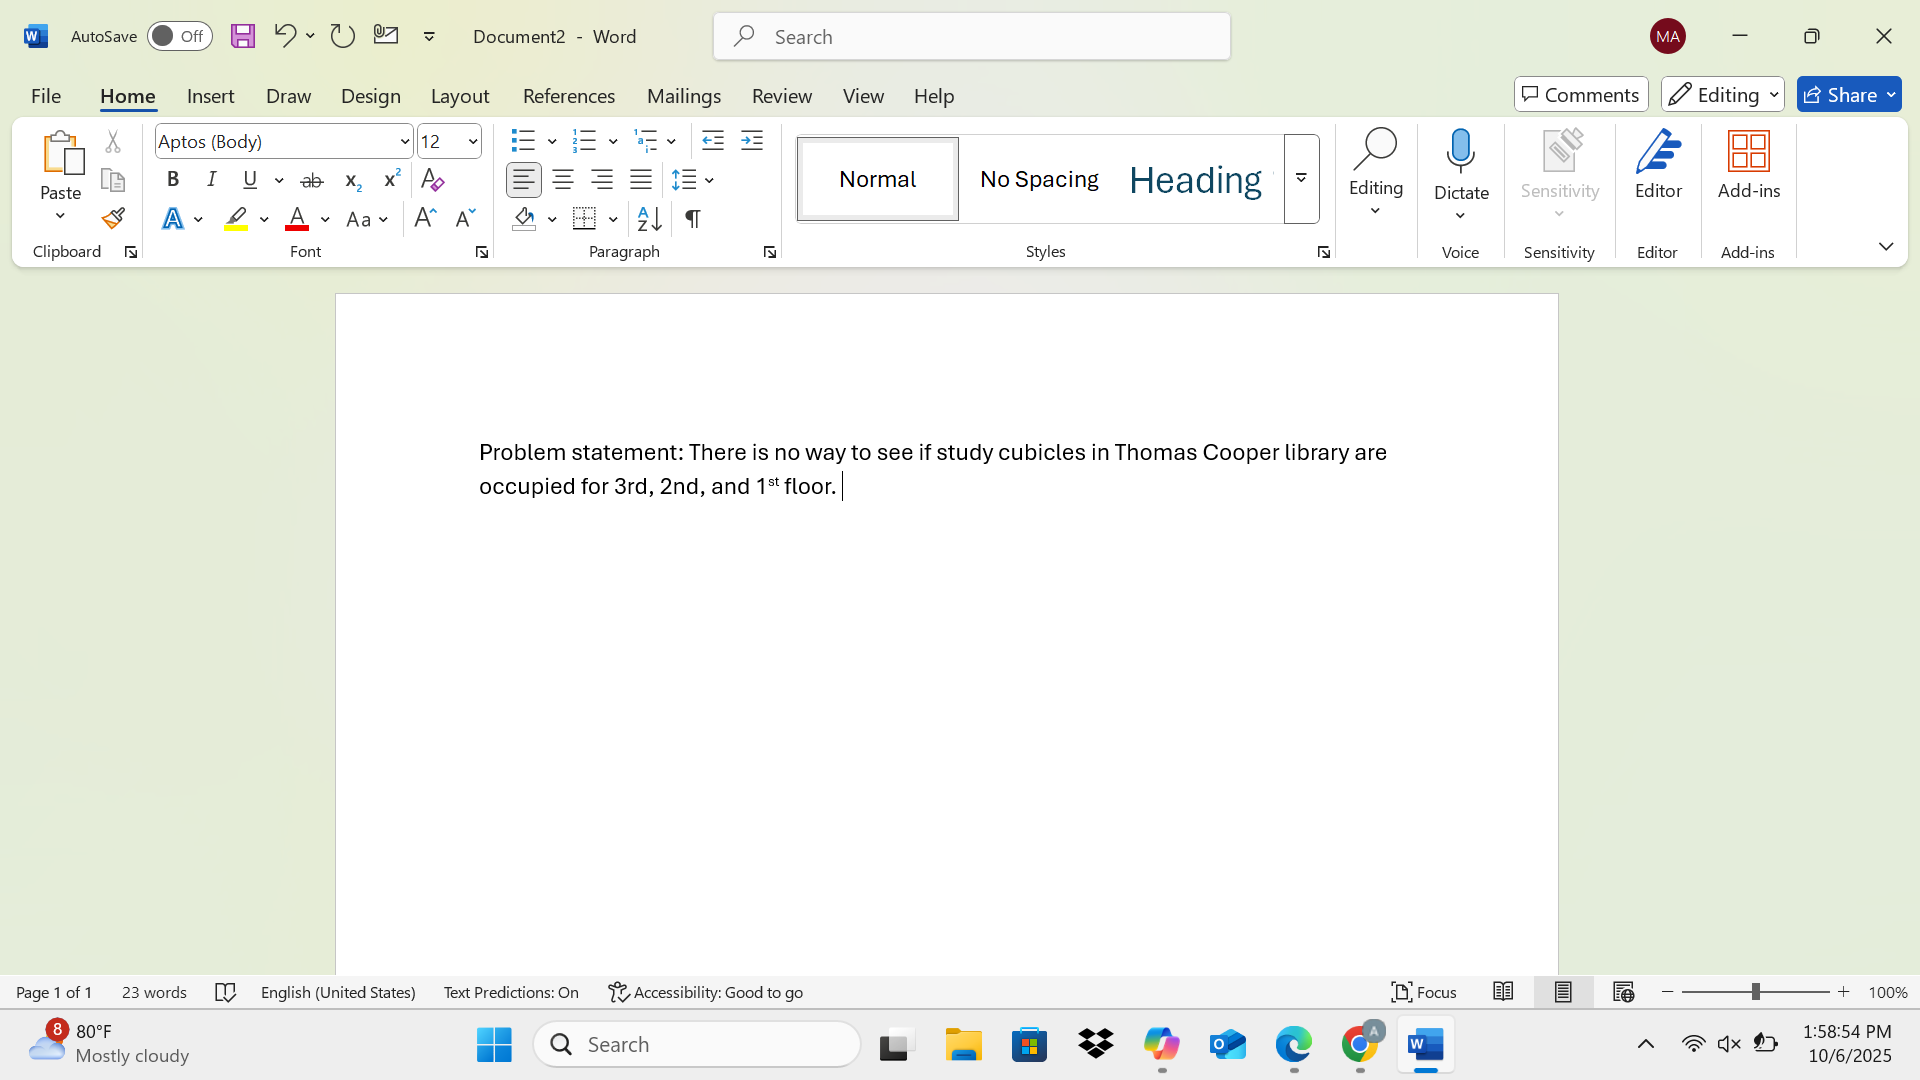 AutoSave Off Document2 - Word Search MA
File Home Insert Draw Design Layout References Mailings Review View Help Comments Editing Share
Paste Aptos (Body) 12 Normal No Spacing Heading Editing Dictate Sensitivity Editor Add-ins
Clipboard Font Paragraph Styles Voice Sensitivity Editor Add-ins
Problem statement: There is no way to see if study cubicles in Thomas Cooper library are
occupied for 3rd, 2nd, and 1st floor.
Page 1 of 1 23 words English (United States) Text Predictions: On Accessibility: Good to go Focus 100%
8 80°F Search A 1:58:54 PM
Mostly cloudy 10/6/2025